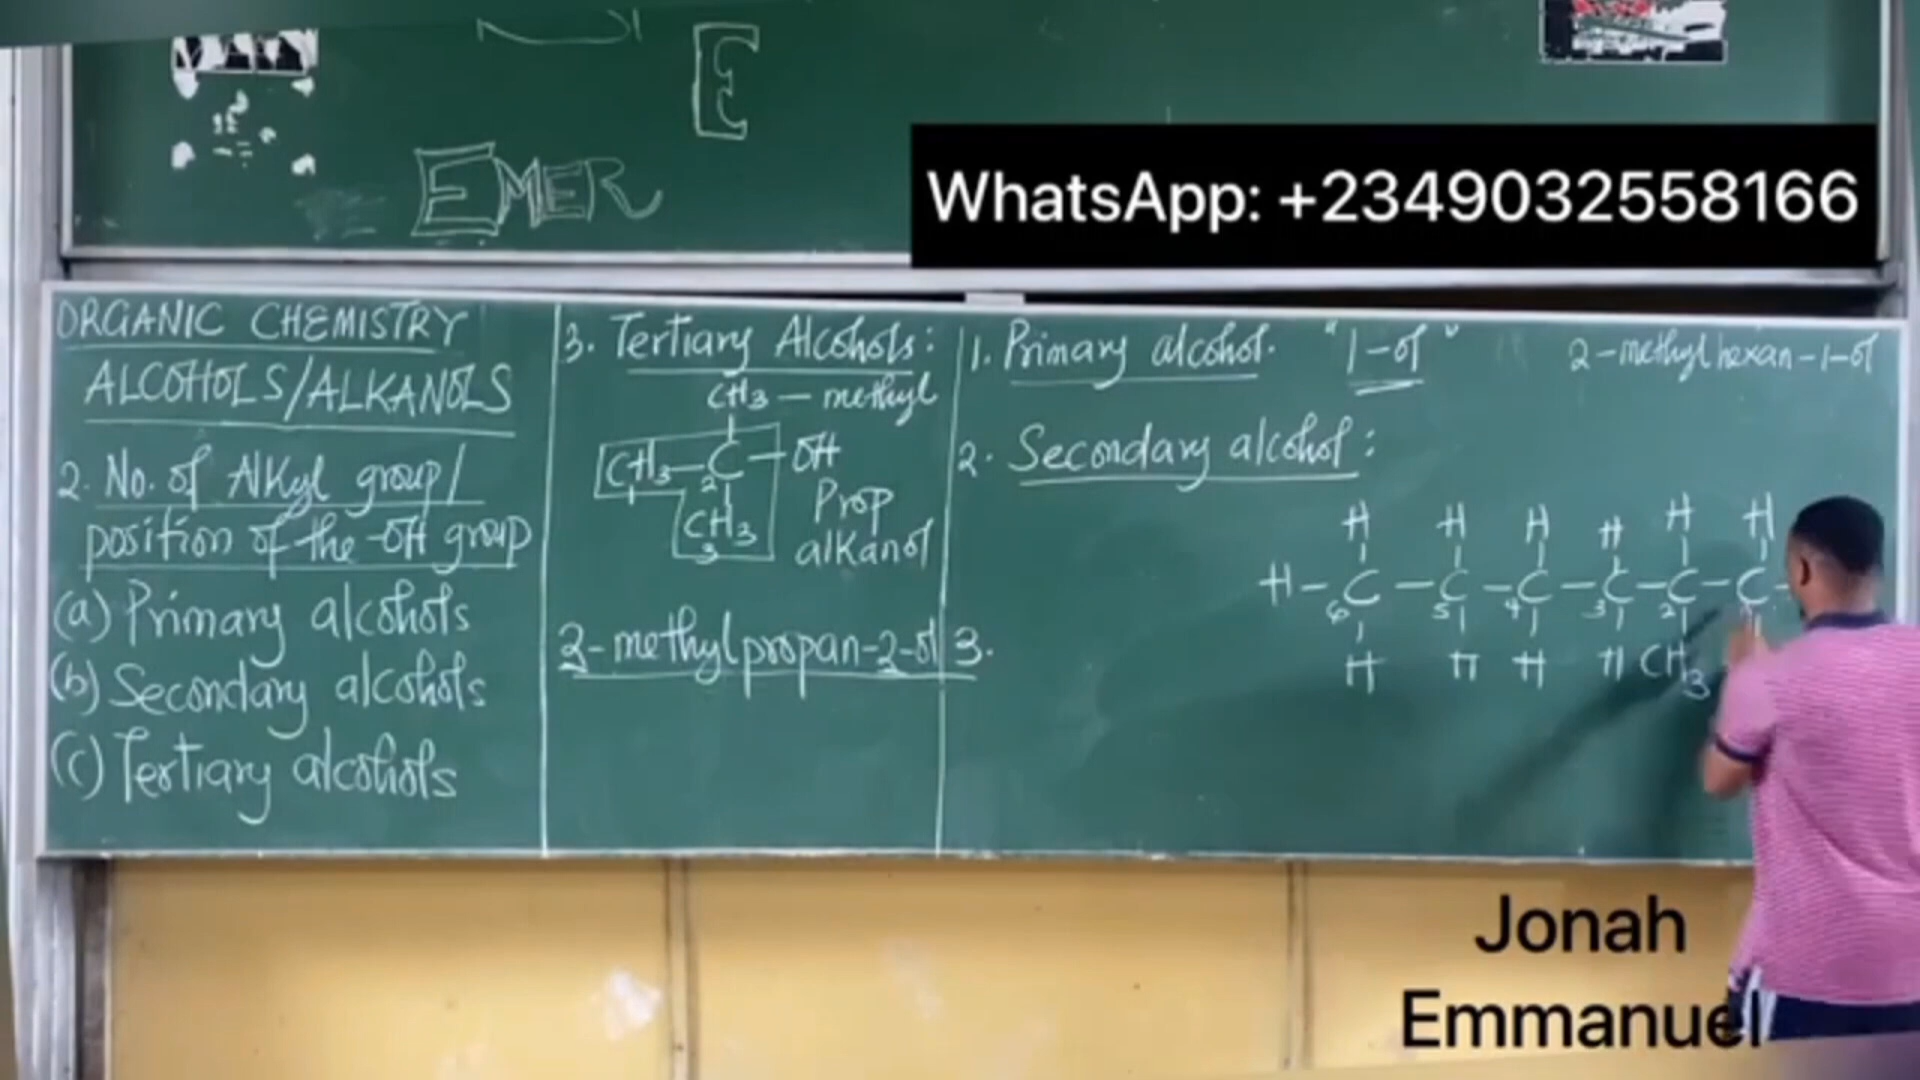 E
EMER
WhatsApp: +2349032558166
ORGANIC CHEMISTRY
ALCOHOLS/ALKANOLS
2. No. of Alkyl group/
position of the -OH group
(a) Primary alcohols
(b) Secondary alcohols
(c) Tertiary alcohols
3. Tertiary Alcohols:
CH3 — methyl
CH3—C—OH
1 2
CH3
3
Prop
alkanol
2-methylpropan-2-ol
1. Primary alcohol. "1-ol" 2-methylhexan-1-ol
2. Secondary alcohol:
H H H H H H
H—C—C—C—C—C—C—
6 5 4 3 2
H H H H CH3
3.
Jonah
Emmanuel